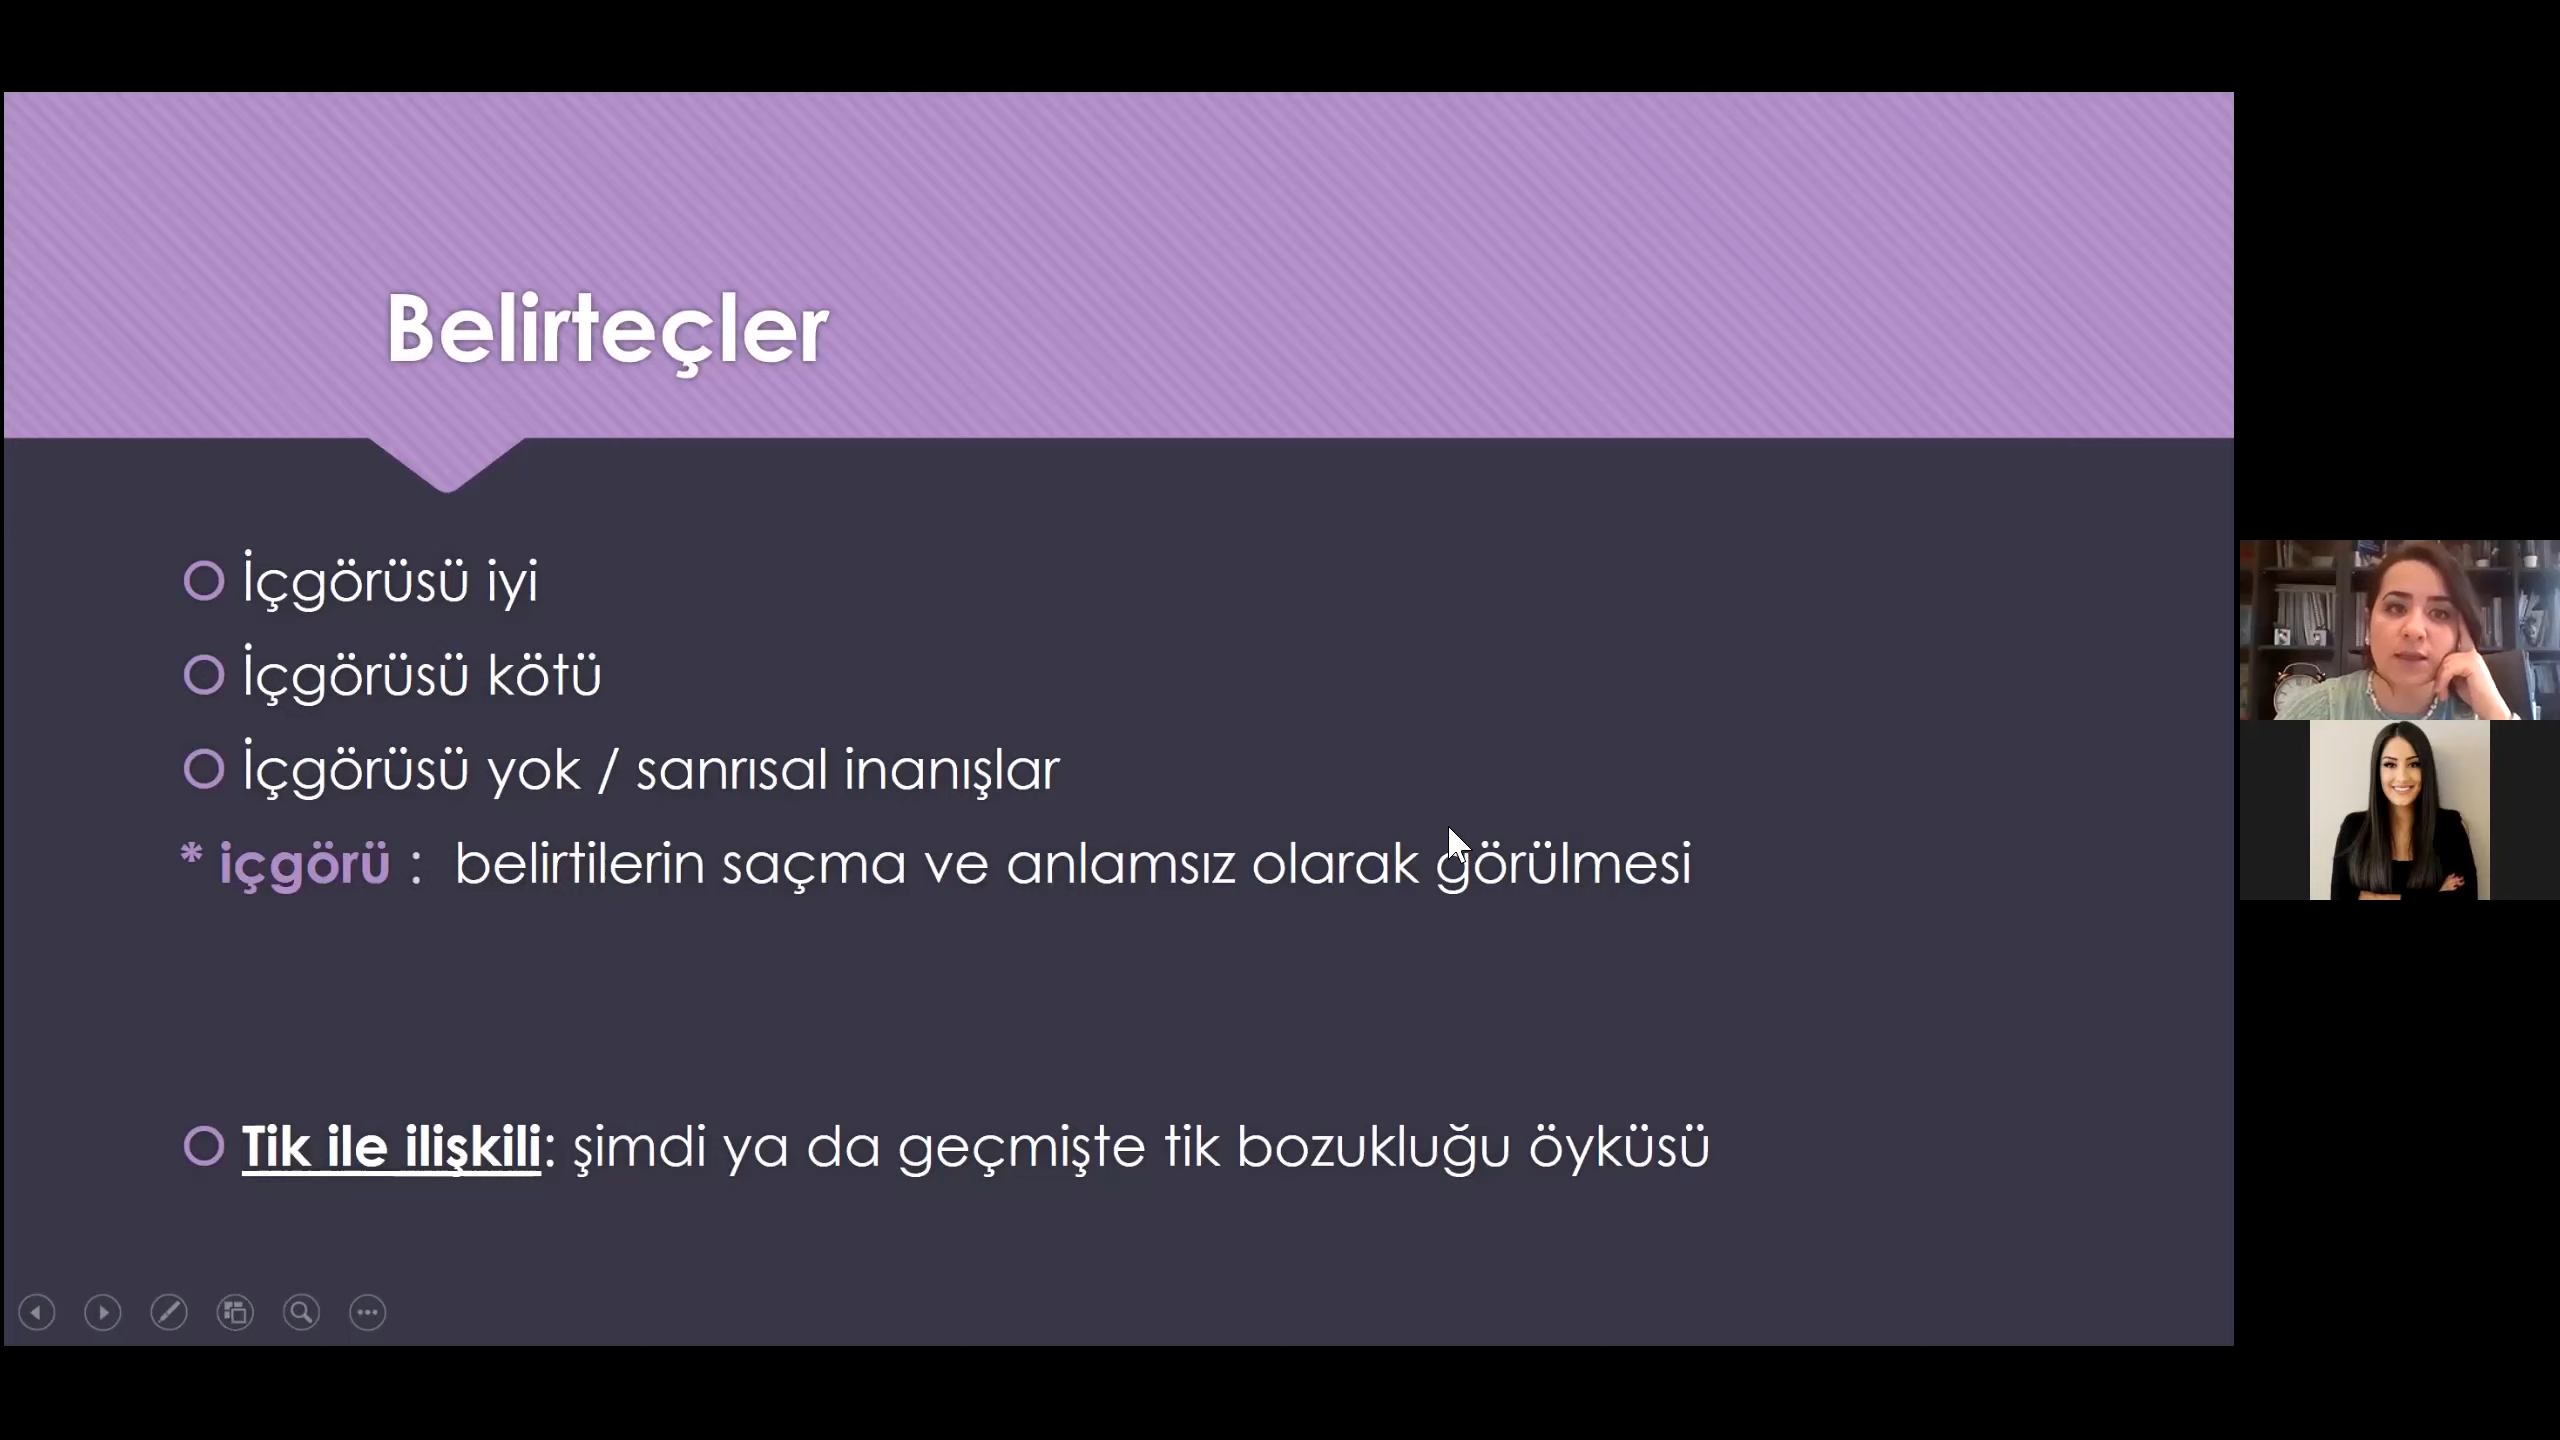 Belirteçler
İçgörüsü iyi
İçgörüsü kötü
İçgörüsü yok / sanrısal inanışlar
* içgörü : belirtilerin saçma ve anlamsız olarak görülmesi
Tik ile ilişkili: şimdi ya da geçmişte tik bozukluğu öyküsü